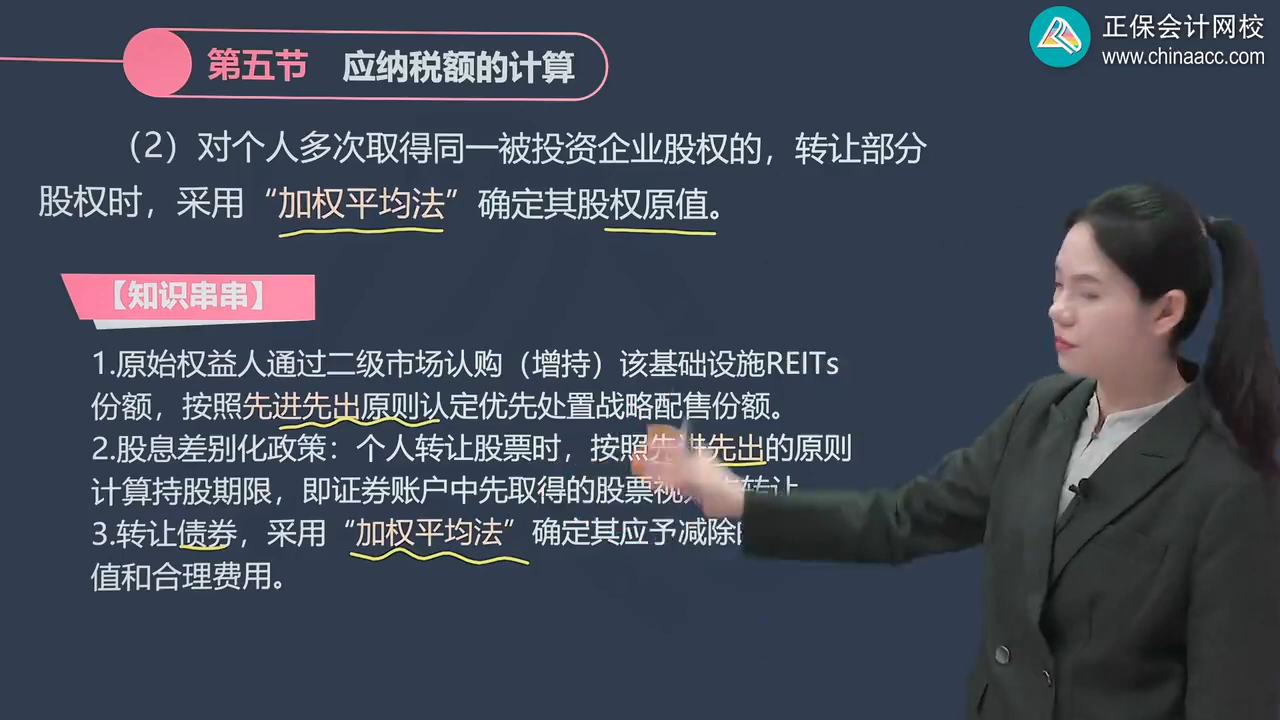 正保会计网校
www.chinaacc.com
第五节 应纳税额的计算
（2）对个人多次取得同一被投资企业股权的，转让部分
股权时，采用“加权平均法”确定其股权原值。
【知识串串】
1.原始权益人通过二级市场认购（增持）该基础设施REITs
份额，按照先进先出原则认定优先处置战略配售份额。
2.股息差别化政策：个人转让股票时，按照先进先出的原则
计算持股期限，即证券账户中先取得的股票视 转让
3.转让债券，采用“加权平均法”确定其应予减除
值和合理费用。